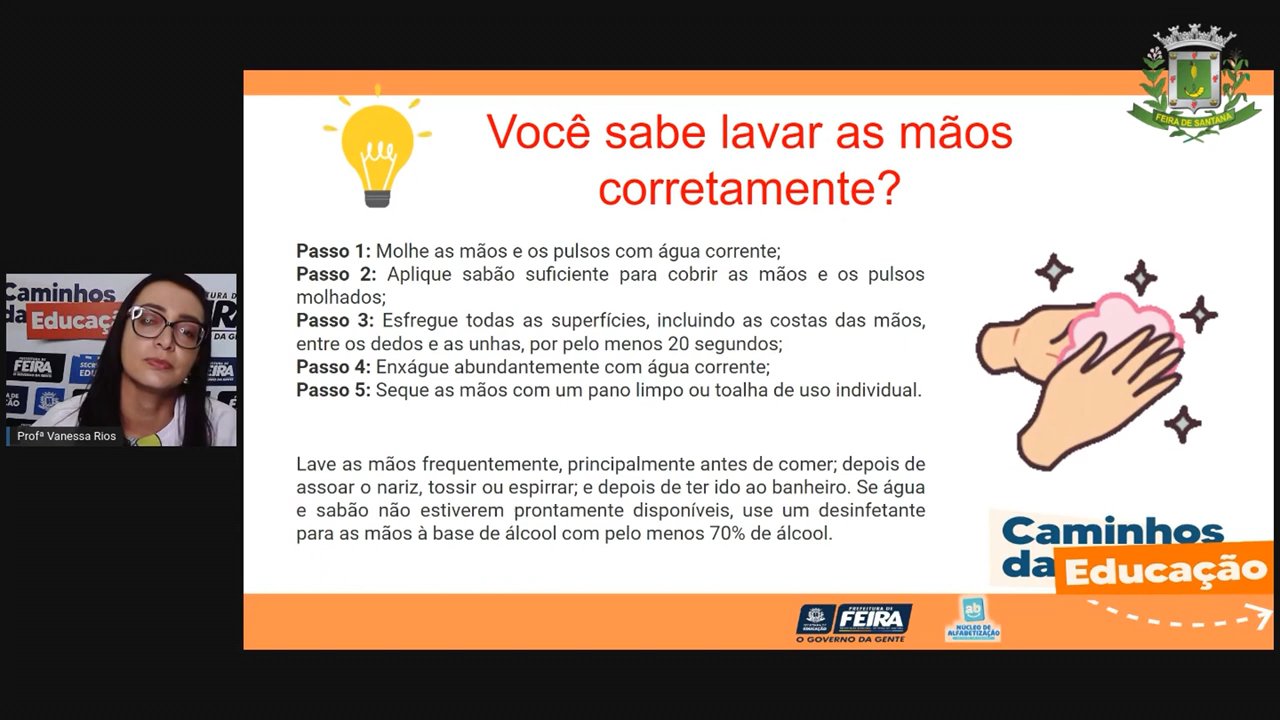 FEIRA DE SANTANA
Você sabe lavar as mãos
corretamente?
Passo 1: Molhe as mãos e os pulsos com água corrente;
Passo 2: Aplique sabão suficiente para cobrir as mãos e os pulsos
molhados;
Passo 3: Esfregue todas as superfícies, incluindo as costas das mãos,
entre os dedos e as unhas, por pelo menos 20 segundos;
Passo 4: Enxágue abundantemente com água corrente;
Passo 5: Seque as mãos com um pano limpo ou toalha de uso individual.
Lave as mãos frequentemente, principalmente antes de comer; depois de
assoar o nariz, tossir ou espirrar; e depois de ter ido ao banheiro. Se água
e sabão não estiverem prontamente disponíveis, use um desinfetante
para as mãos à base de álcool com pelo menos 70% de álcool.
Caminhos
da
Educaç
FEIRA
Profª Vanessa Rios
Caminhos
da Educação
EDUCAÇÃO
PREFEITURA DE
FEIRA
O GOVERNO DA GENTE
ab
NÚCLEO DE
ALFABETIZAÇÃO